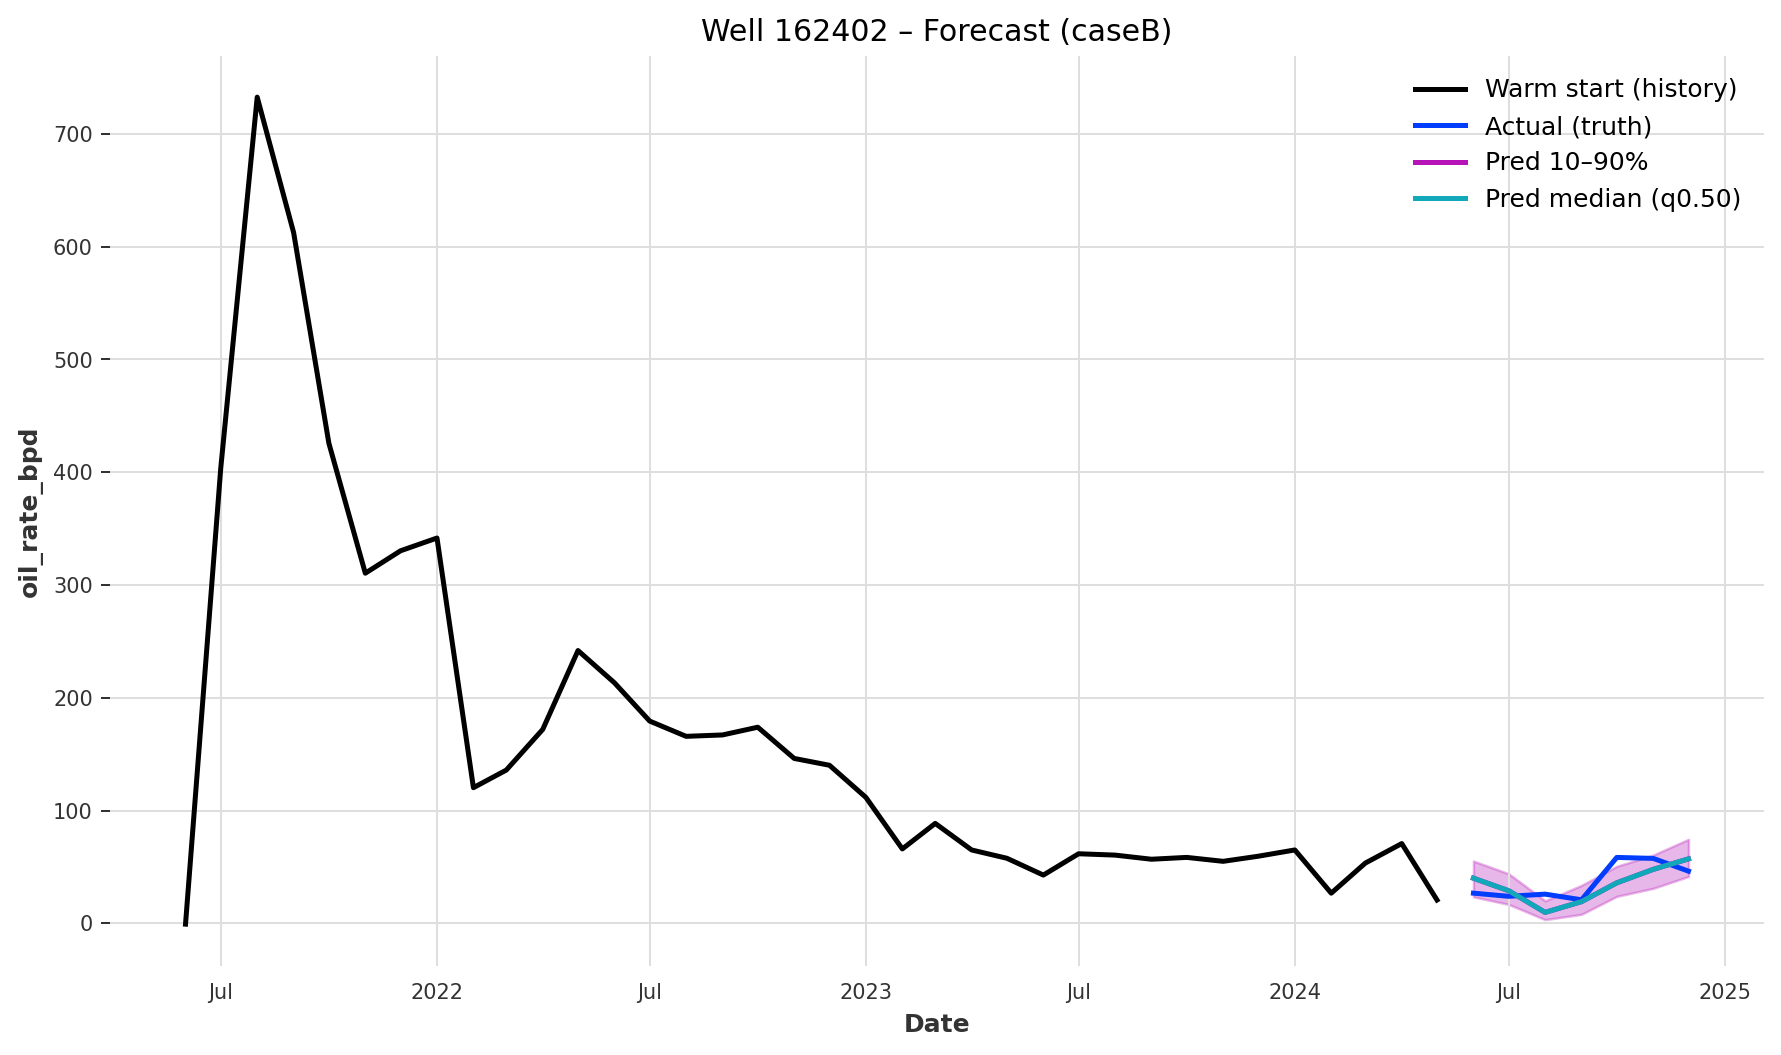 Well 162402 – Forecast (caseB)
Warm start (history)
Actual (truth)
Pred 10–90%
Pred median (q0.50)
oil_rate_bpd
700
600
500
400
300
200
100
0
Jul
2022
Jul
2023
Jul
2024
Jul
2025
Date